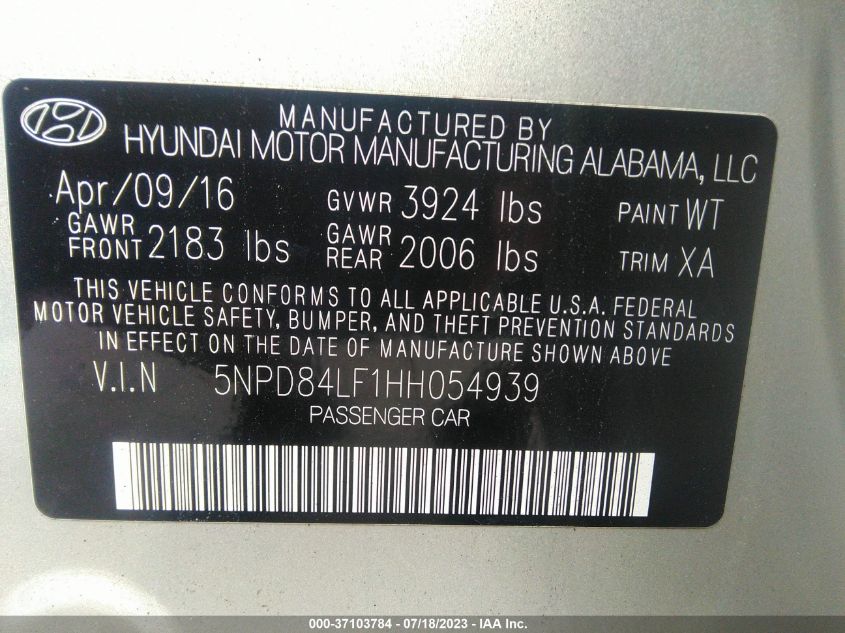 MANUFACTURED BY
HYUNDAI MOTOR MANUFACTURING ALABAMA, LLC
Apr/09/16 GVWR 3924 lbs PAINT WT
GAWR FRONT 2183 lbs GAWR REAR 2006 lbs TRIM XA
THIS VEHICLE CONFORMS TO ALL APPLICABLE U.S.A. FEDERAL
MOTOR VEHICLE SAFETY, BUMPER, AND THEFT PREVENTION STANDARDS
IN EFFECT ON THE DATE OF MANUFACTURE SHOWN ABOVE
V.I.N 5NPD84LF1HH054939
PASSENGER CAR
000-37103784 - 07/18/2023 - IAA Inc.